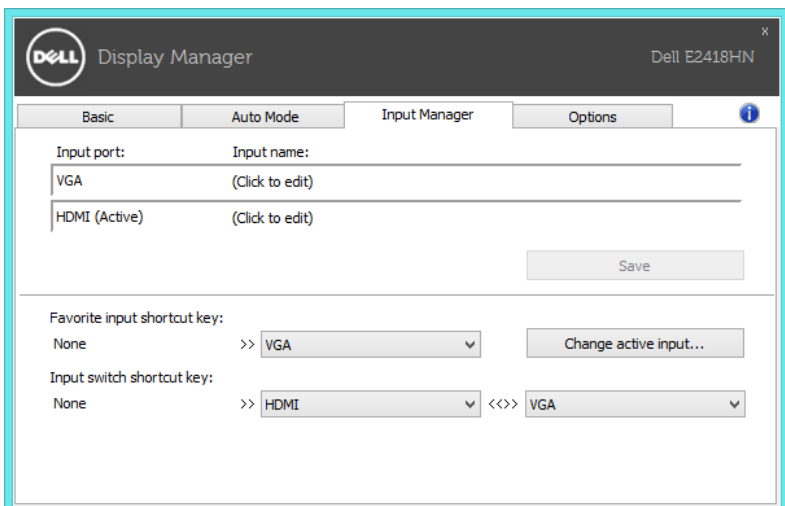 x
DELL Display Manager Dell E2418HN
Basic Auto Mode Input Manager Options i
Input port: Input name:
VGA (Click to edit)
HDMI (Active) (Click to edit)
Save
Favorite input shortcut key:
None >> VGA Change active input...
Input switch shortcut key:
None >> HDMI <<>> VGA